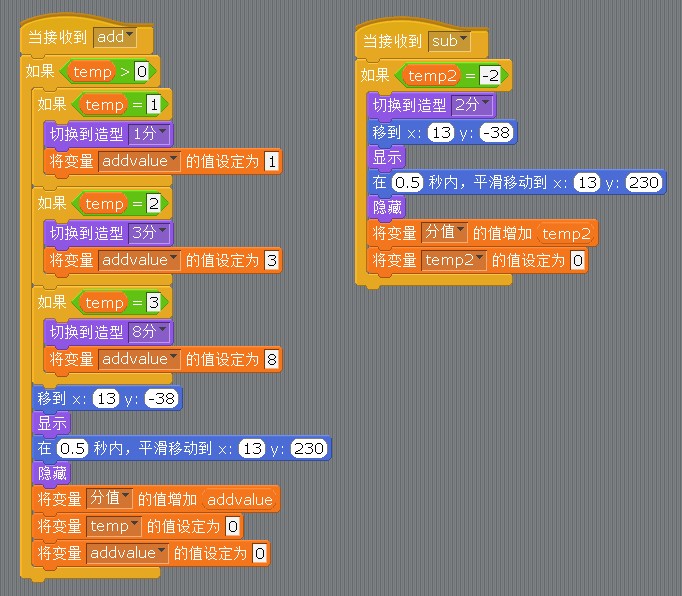 当接收到 add
如果 temp > 0
如果 temp = 1
切换到造型 1分
将变量 addvalue 的值设定为 1
如果 temp = 2
切换到造型 3分
将变量 addvalue 的值设定为 3
如果 temp = 3
切换到造型 8分
将变量 addvalue 的值设定为 8
移到 x: 13 y: -38
显示
在 0.5 秒内，平滑移动到 x: 13 y: 230
隐藏
将变量 分值 的值增加 addvalue
将变量 temp 的值设定为 0
将变量 addvalue 的值设定为 0
当接收到 sub
如果 temp2 = -2
切换到造型 2分
移到 x: 13 y: -38
显示
在 0.5 秒内，平滑移动到 x: 13 y: 230
隐藏
将变量 分值 的值增加 temp2
将变量 temp2 的值设定为 0